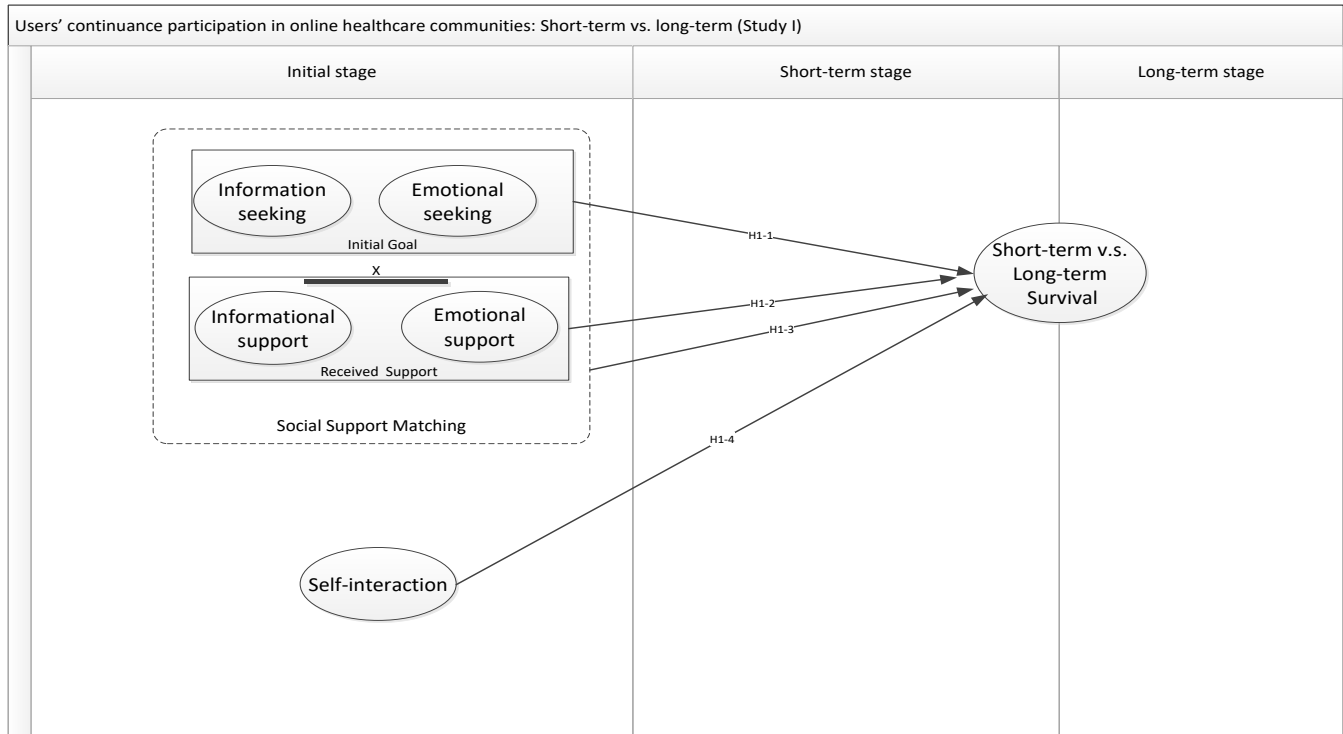 Users' continuance participation in online healthcare communities: Short-term vs. long-term (Study I)
Initial stage
Short-term stage
Long-term stage
Information
seeking
Emotional
seeking
Initial Goal
X
Informational
support
Emotional
support
Received Support
Social Support Matching
H1-1
H1-2
H1-3
H1-4
Short-term v.s.
Long-term
Survival
Self-interaction